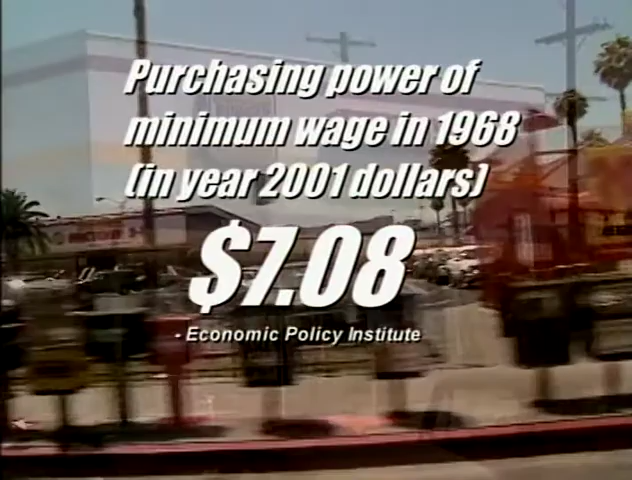 Purchasing power of
minimum wage in 1968
(in year 2001 dollars)
$7.08
- Economic Policy Institute